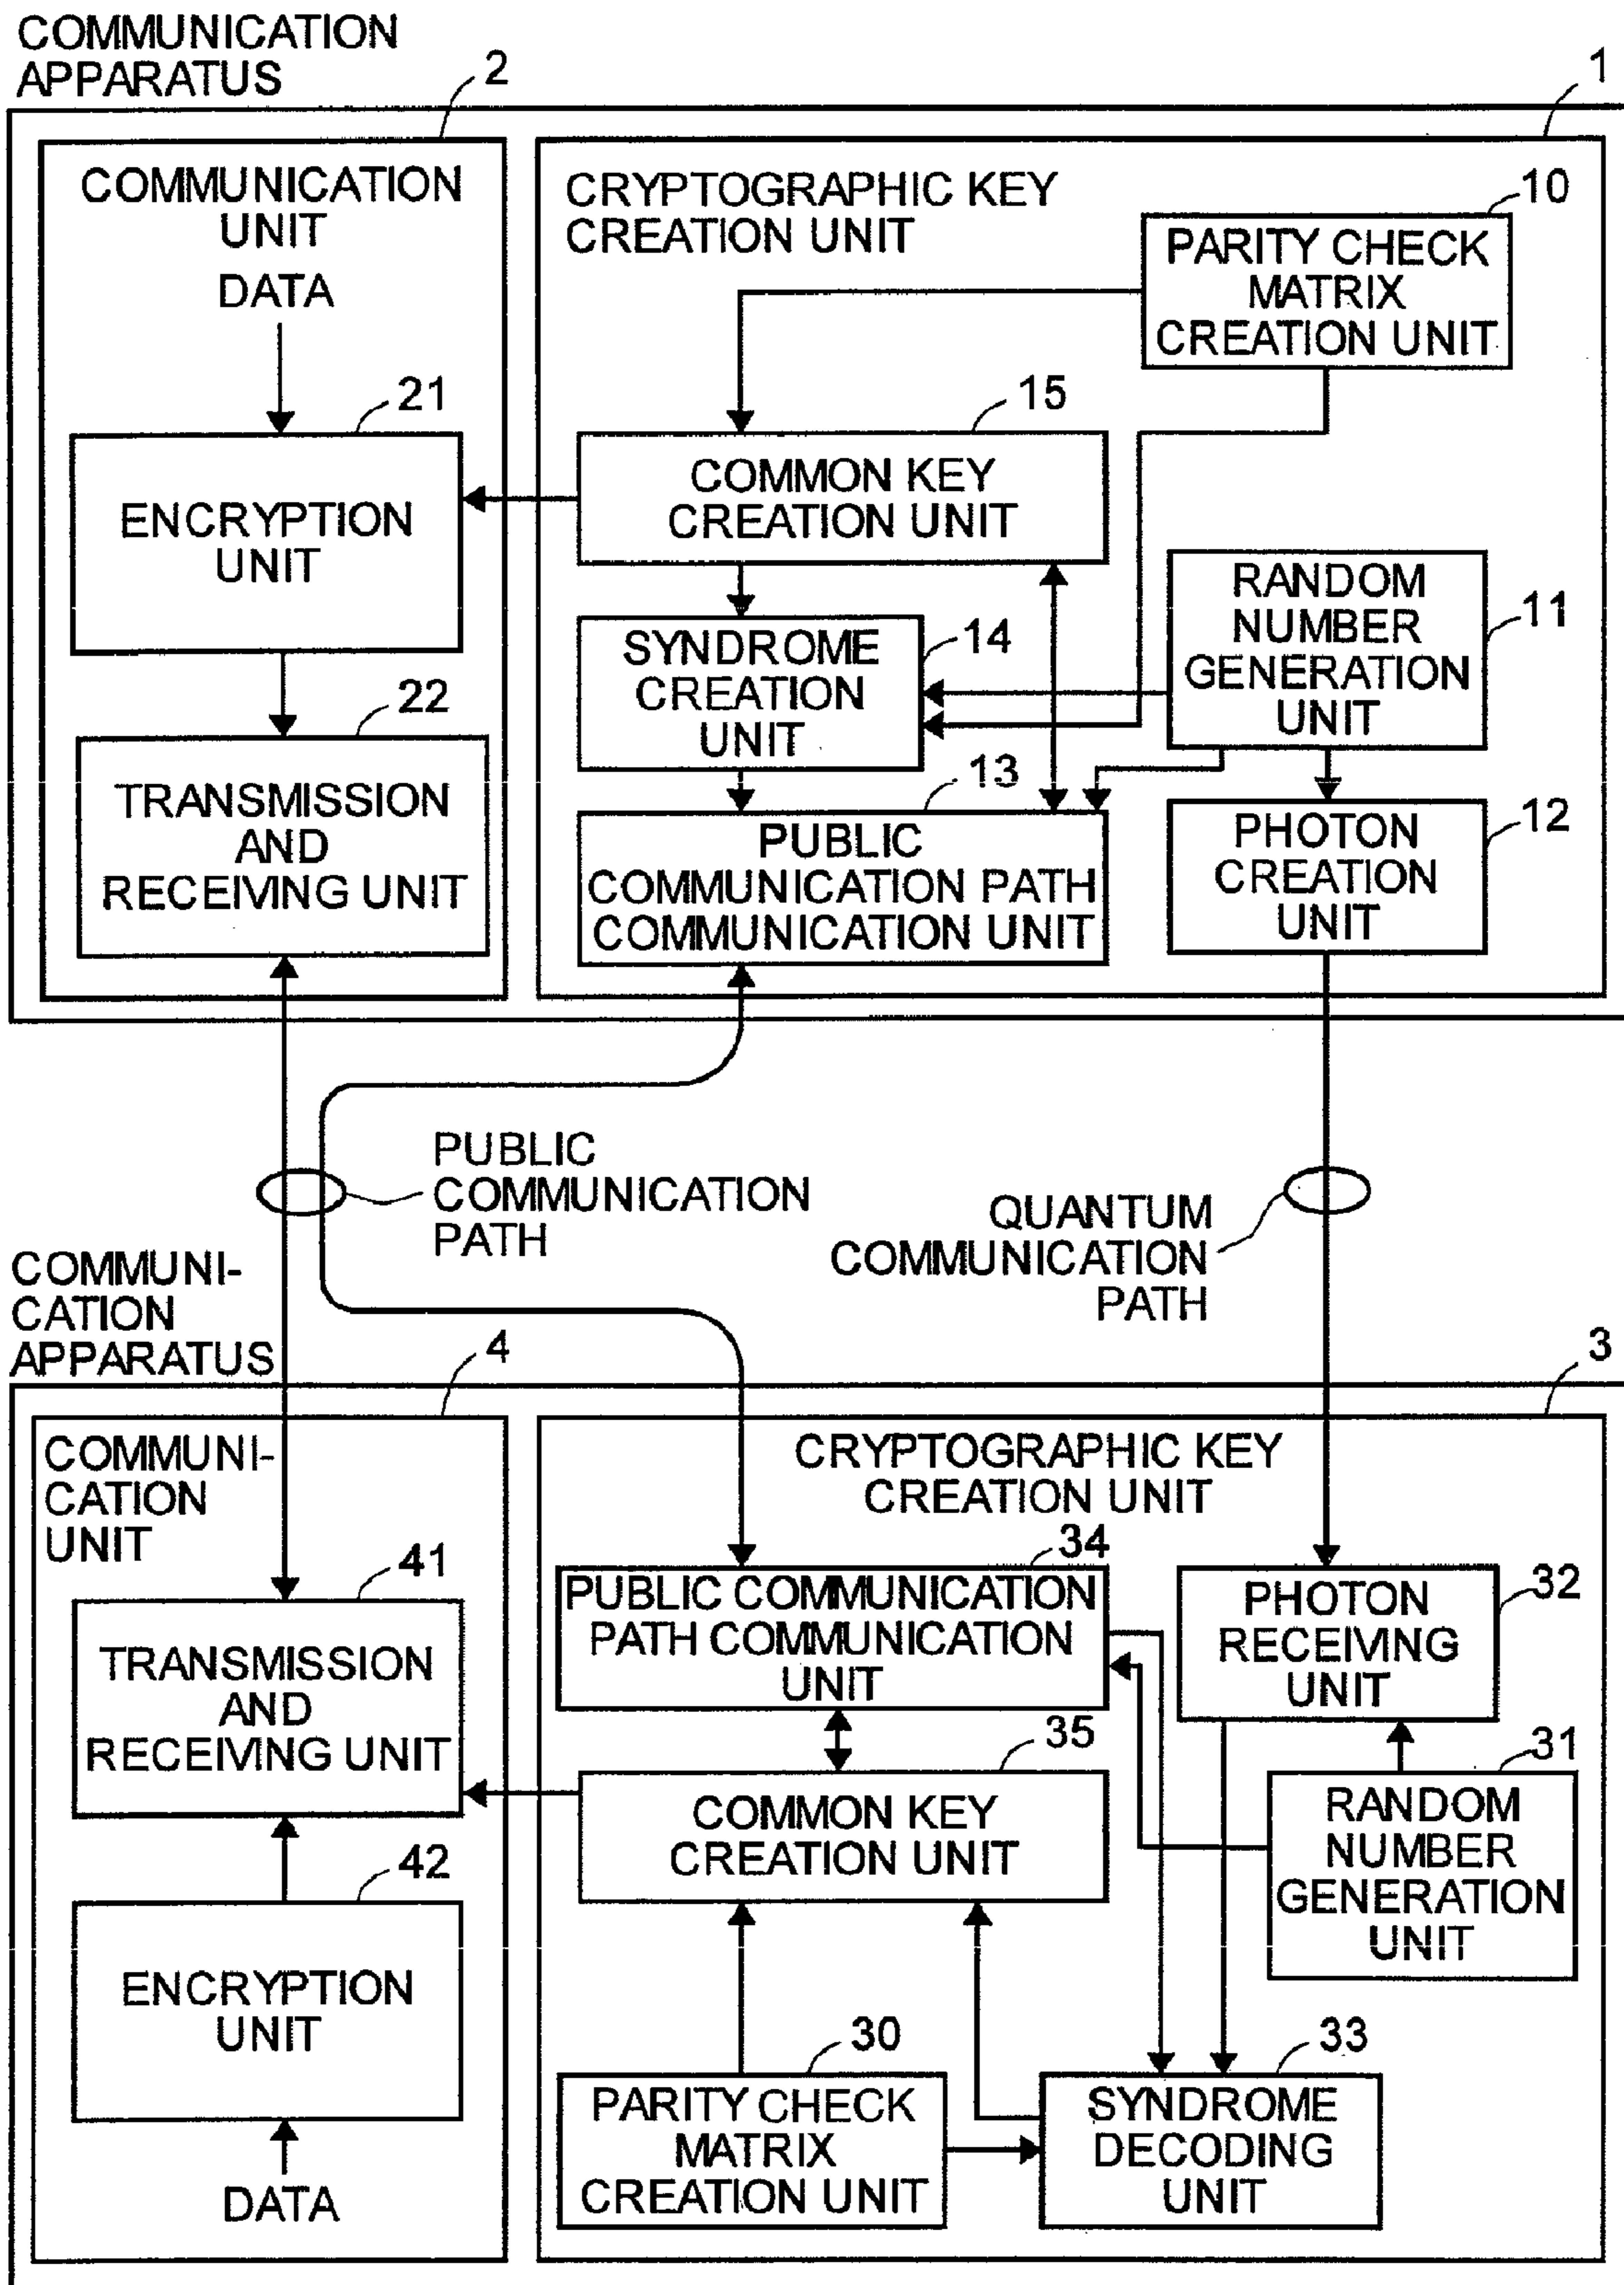 COMMUNICATION
APPARATUS
2
1
COMMUNICATION
UNIT
DATA
21
ENCRYPTION
UNIT
22
TRANSMISSION
AND
RECEIVING UNIT
CRYPTOGRAPHIC KEY
CREATION UNIT
10
PARITY CHECK
MATRIX
CREATION UNIT
15
COMMON KEY
CREATION UNIT
RANDOM
NUMBER
GENERATION
UNIT
11
SYNDROME
CREATION
UNIT
14
13
PUBLIC
COMMUNICATION PATH
COMMUNICATION UNIT
PHOTON
CREATION
UNIT
12
PUBLIC
COMMUNICATION
PATH
QUANTUM
COMMUNICATION
PATH
COMMUNI-
CATION
APPARATUS
4
3
COMMUNI-
CATION
UNIT
41
TRANSMISSION
AND
RECEIVING UNIT
42
ENCRYPTION
UNIT
DATA
CRYPTOGRAPHIC KEY
CREATION UNIT
34
PUBLIC COMMUNICATION
PATH COMMUNICATION
UNIT
PHOTON
RECEIVING
UNIT
32
35
COMMON KEY
CREATION UNIT
31
RANDOM
NUMBER
GENERATION
UNIT
30
PARITY CHECK
MATRIX
CREATION UNIT
33
SYNDROME
DECODING
UNIT